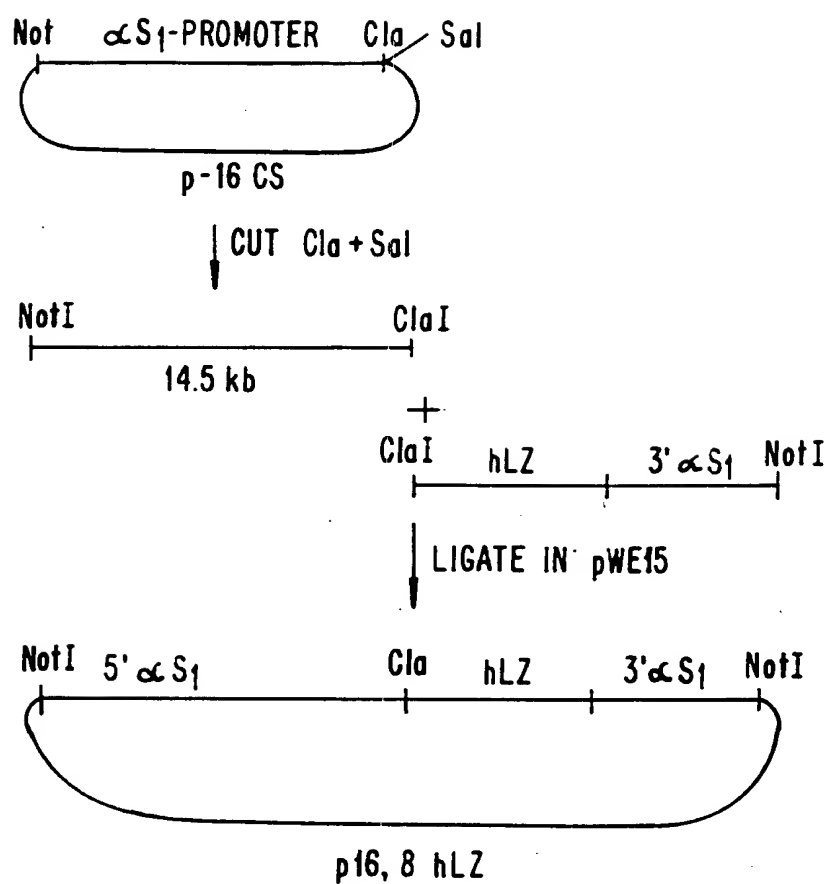 Not αS1-PROMOTER Cla Sal
p-16 CS
CUT Cla + Sal
NotI ClaI
14.5 kb
+
ClaI hLZ 3' αS1 NotI
LIGATE IN pWE15
NotI 5' αS1 Cla hLZ 3' αS1 NotI
p16, 8 hLZ